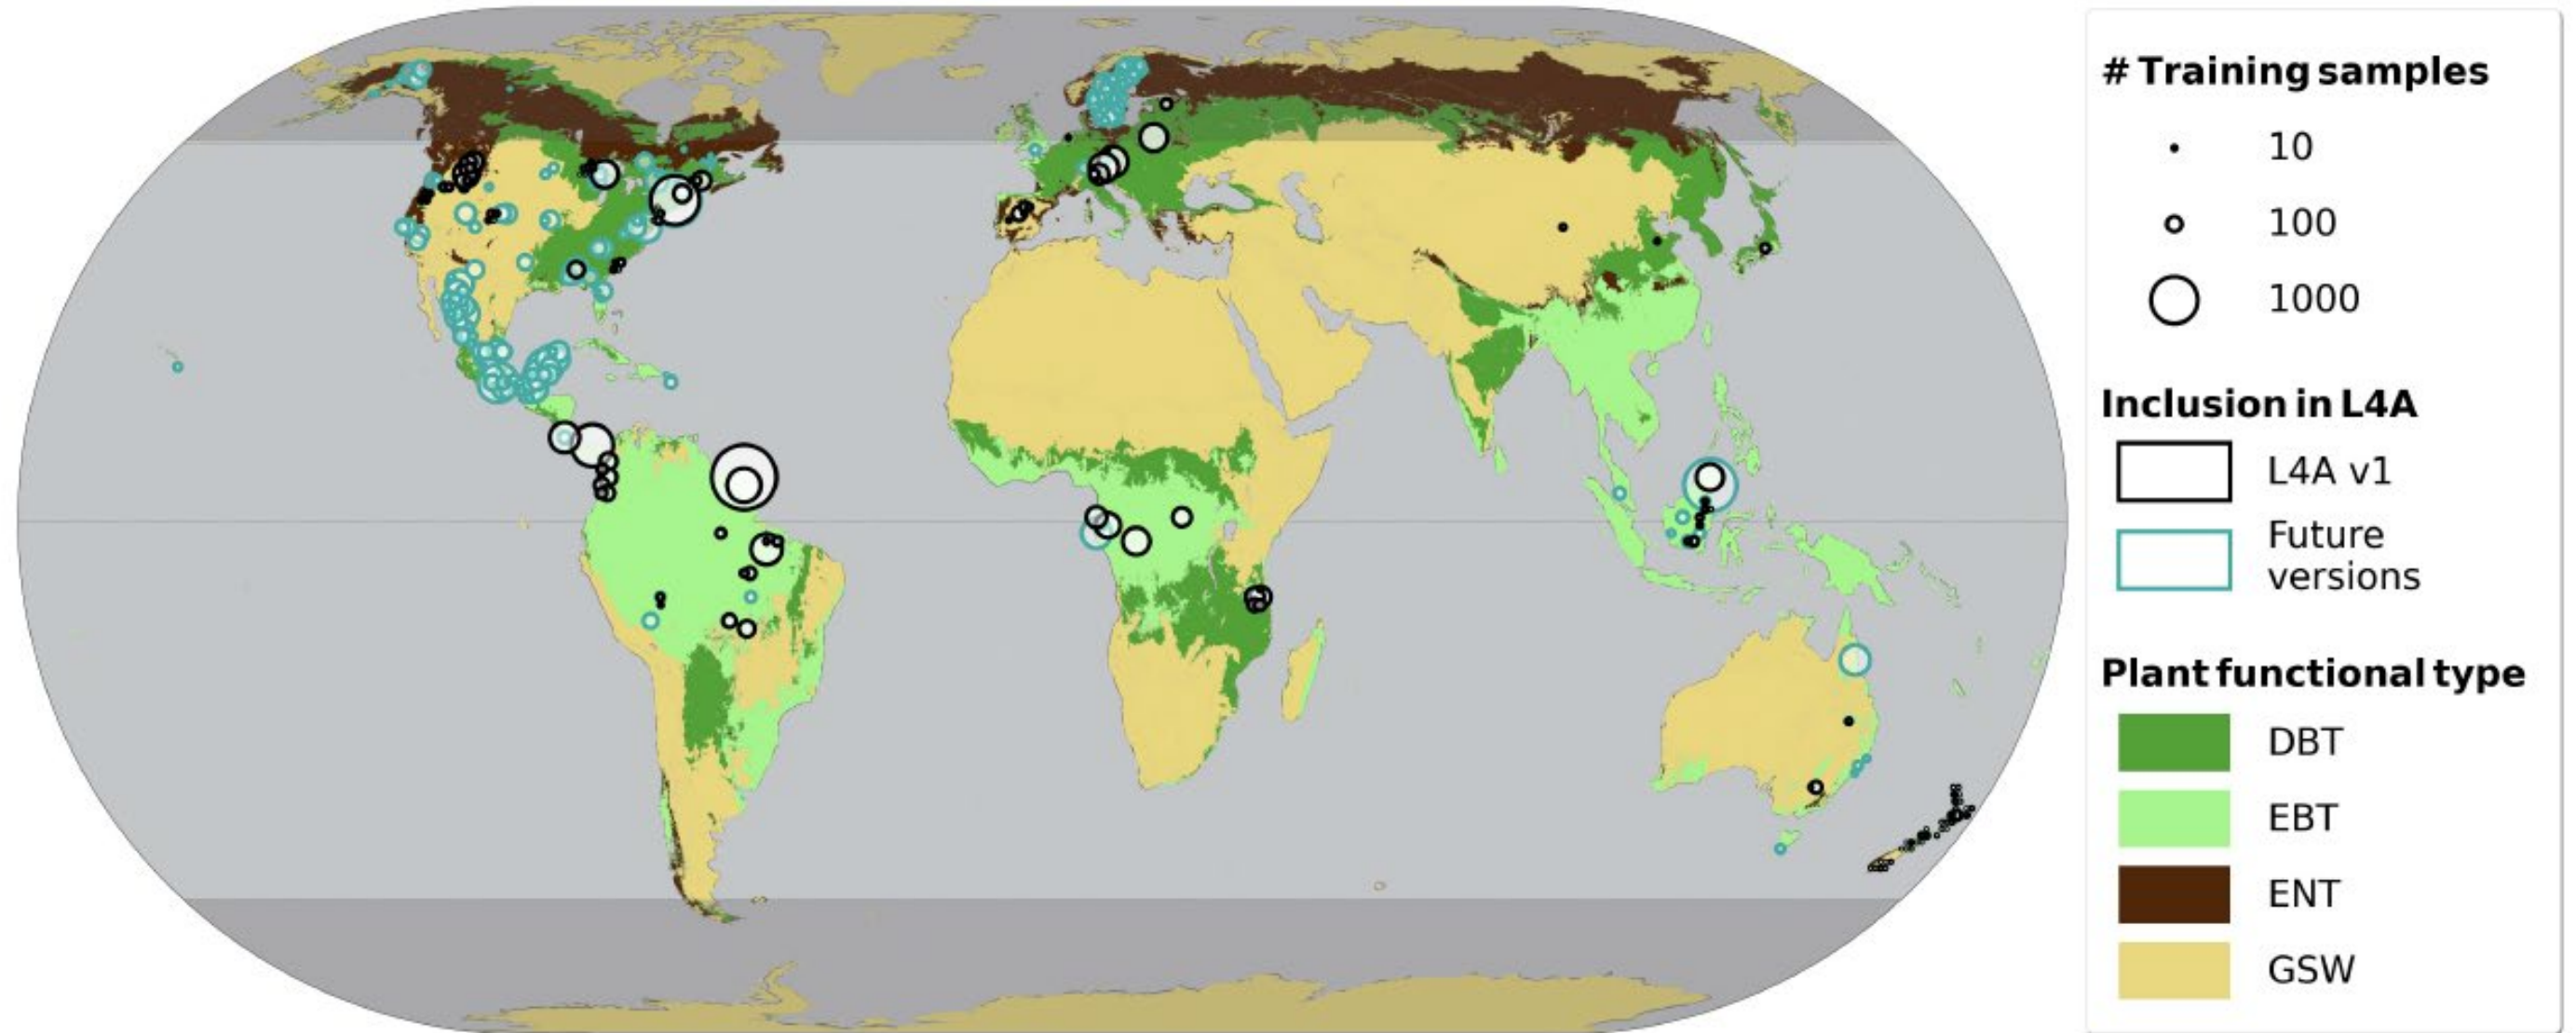 # Training samples
10
100
1000
Inclusion in L4A
L4A v1
Future
versions
Plant functional type
DBT
EBT
ENT
GSW